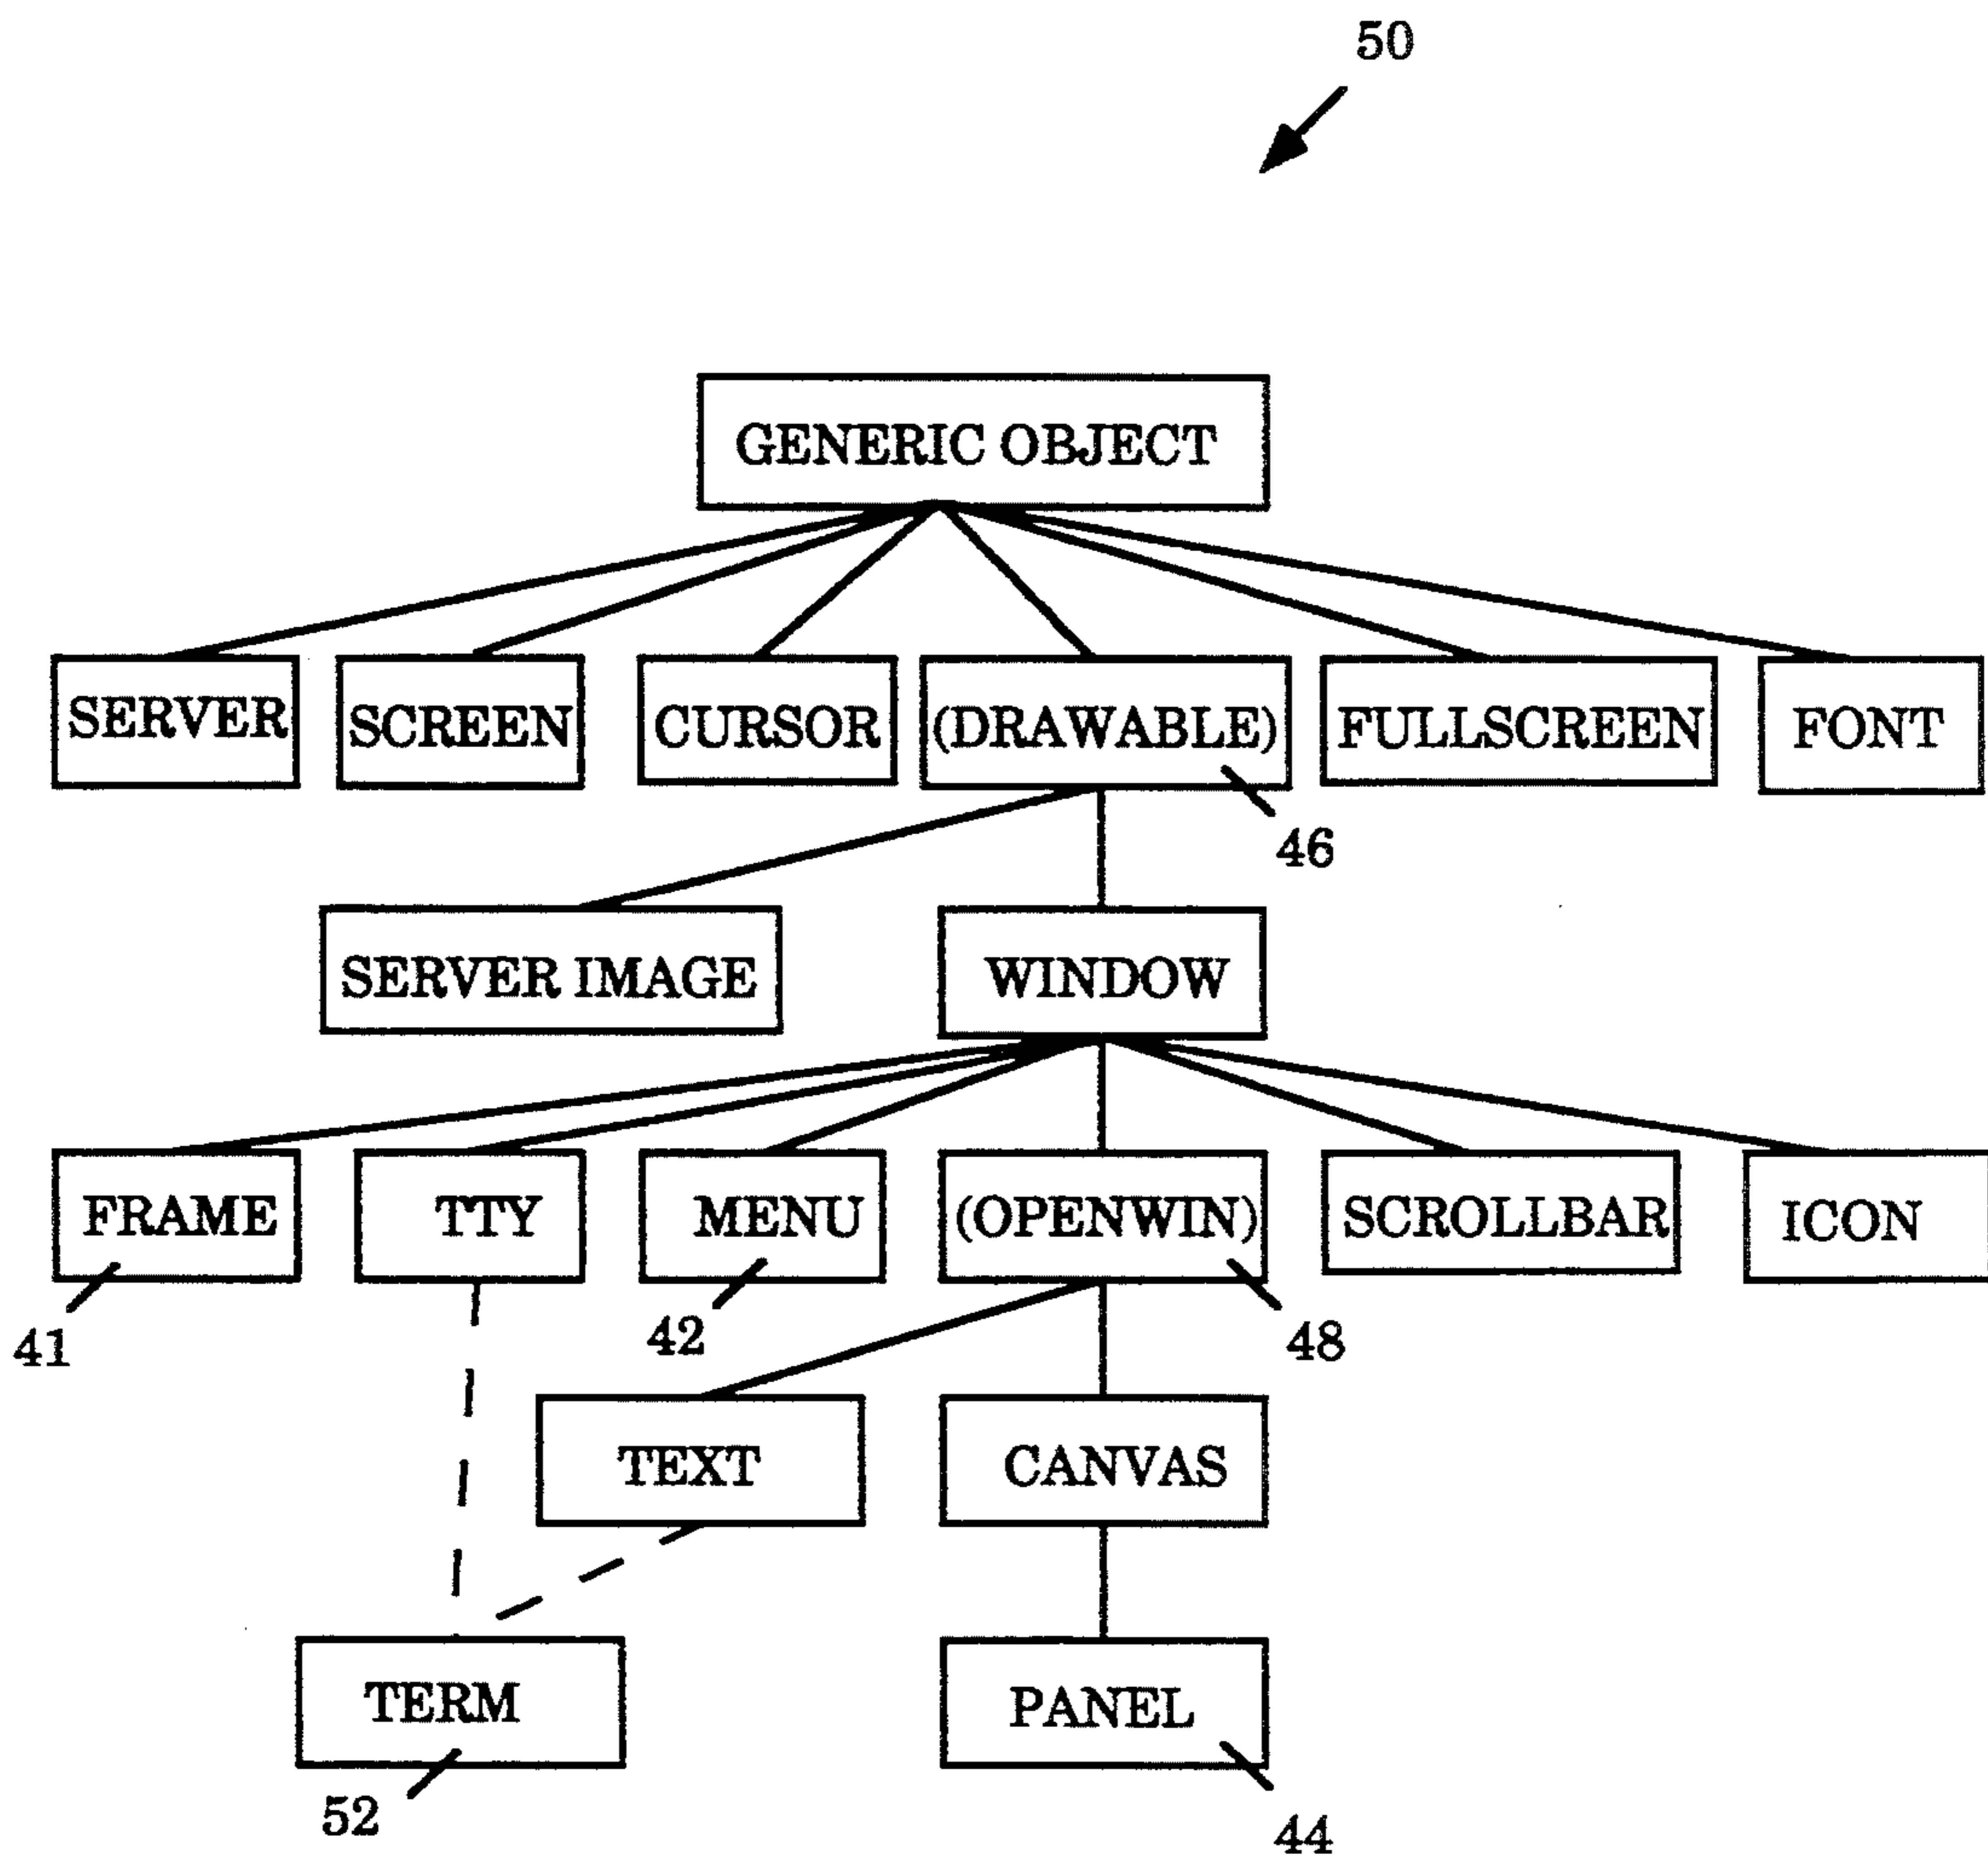 50
GENERIC OBJECT
SERVER
SCREEN
CURSOR
(DRAWABLE)
FULLSCREEN
FONT
46
SERVER IMAGE
WINDOW
FRAME
TTY
MENU
(OPENWIN)
SCROLLBAR
ICON
41
42
48
TEXT
CANVAS
TERM
PANEL
52
44